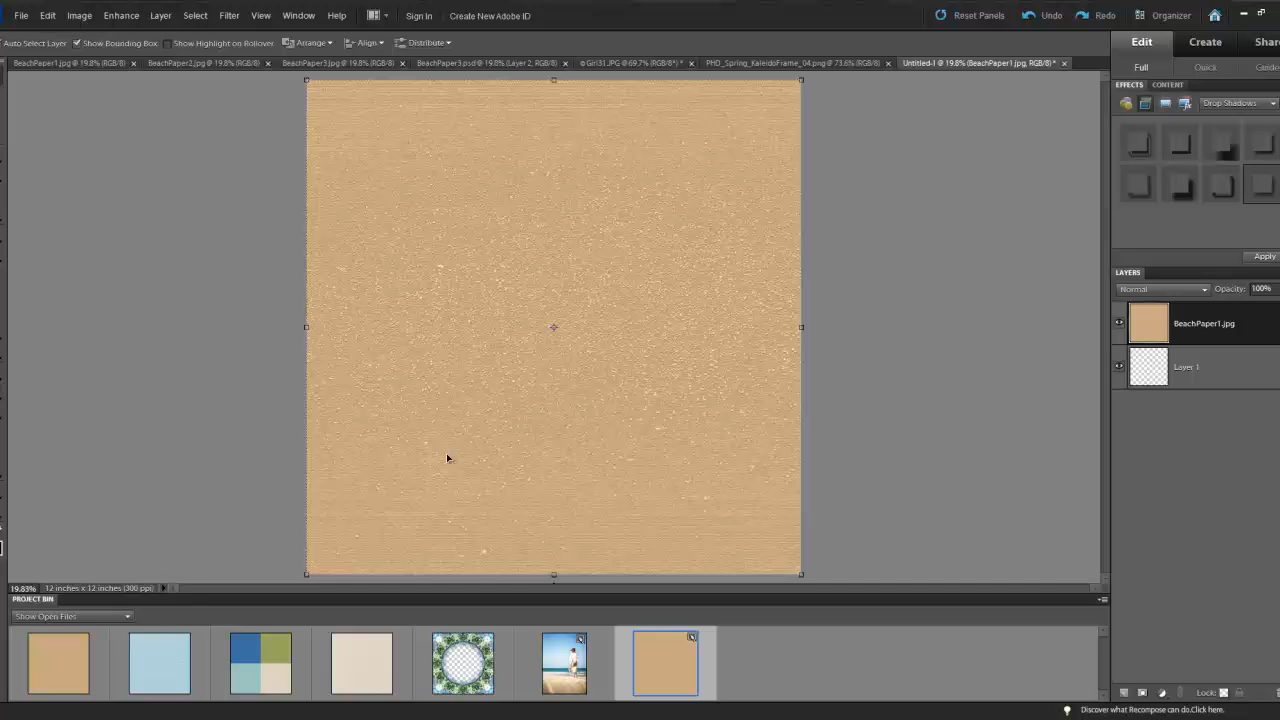 File Edit Image Enhance Layer Select Filter View Window Help Sign In Create New Adobe ID Reset Panels Undo Redo Organizer
Auto Select Layer Show Bounding Box Show Highlight on Rollover Arrange Align Distribute Edit Create Shar
BeachPaper1.jpg @ 19.8% (RGB/8) BeachPaper2.jpg @ 19.8% (RGB/8) BeachPaper3.jpg @ 19.8% (RGB/8) BeachPaper3.psd @ 19.8% (Layer 2, RGB/8) Girl31.JPG @ 69.7% (RGB/8*) * PHD_Spring_KaleidoFrame_04.png @ 73.6% (RGB/8) Untitled-1 @ 19.8% (BeachPaper1.jpg, RGB/8) *
Full Quick Guide
EFFECTS CONTENT
Drop Shadows
Apply
LAYERS
Normal Opacity: 100%
BeachPaper1.jpg
Layer 1
19.83% 12 inches x 12 inches (300 ppi)
PROJECT BIN
Show Open Files
Lock:
Discover what Recompose can do.Click here.